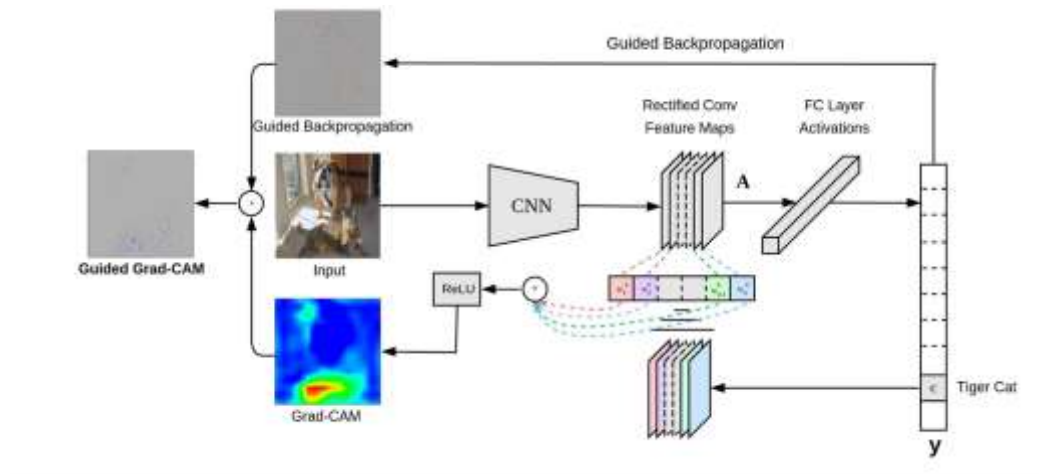 Guided Backpropagation
Rectified Conv
Feature Maps
FC Layer
Activations
Guided Backpropagation
A
CNN
Guided Grad-CAM
Input
ReLU
c
Tiger Cat
Grad-CAM
y